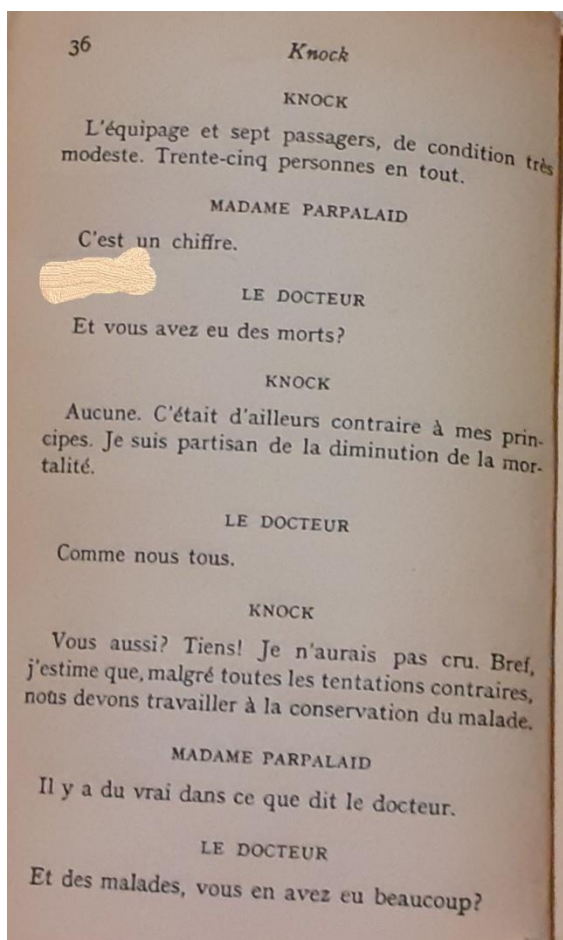 36
Knock
KNOCK
L'équipage et sept passagers, de condition très
modeste. Trente-cinq personnes en tout.
MADAME PARPALAID
C'est un chiffre.
LE DOCTEUR
Et vous avez eu des morts?
KNOCK
Aucune. C'était d'ailleurs contraire à mes prin-
cipes. Je suis partisan de la diminution de la mor-
talité.
LE DOCTEUR
Comme nous tous.
KNOCK
Vous aussi? Tiens! Je n'aurais pas cru. Bref,
j'estime que, malgré toutes les tentations contraires,
nous devons travailler à la conservation du malade.
MADAME PARPALAID
Il y a du vrai dans ce que dit le docteur.
LE DOCTEUR
Et des malades, vous en avez eu beaucoup?